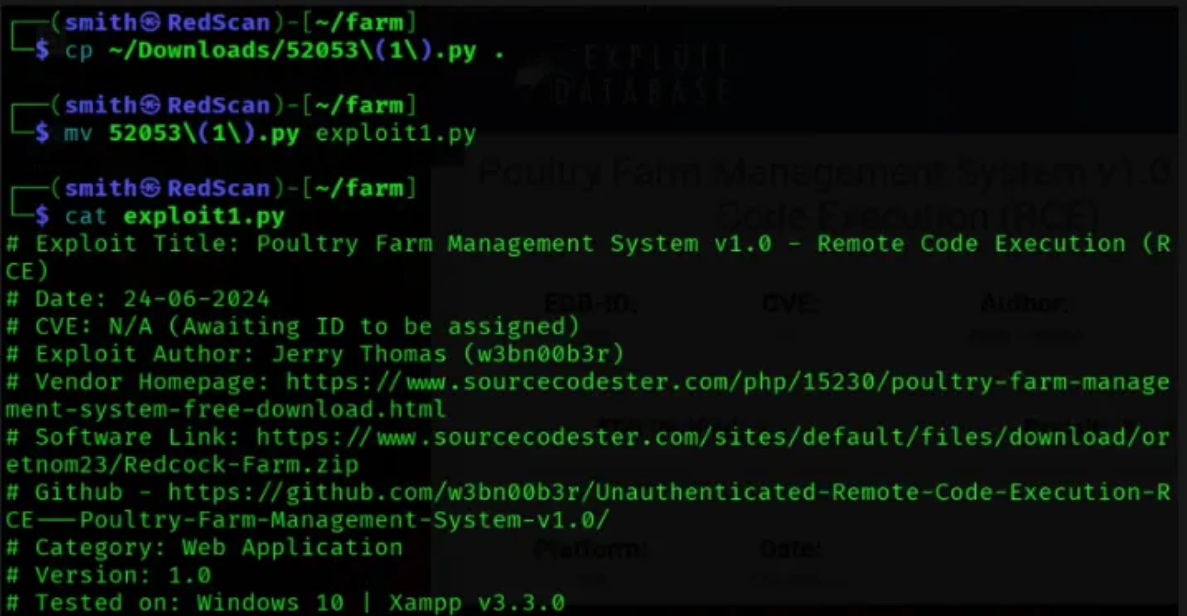 ┌──(smith㉿RedScan)-[~/farm]
└─$ cp ~/Downloads/52053\(1\).py .
EXPLOIT
DATABASE
┌──(smith㉿RedScan)-[~/farm]
└─$ mv 52053\(1\).py exploit1.py
Poultry Farm Management System v1.0
┌──(smith㉿RedScan)-[~/farm]
└─$ cat exploit1.py
Code Execution (RCE)
# Exploit Title: Poultry Farm Management System v1.0 - Remote Code Execution (R
CE)
# Date: 24-06-2024
EDB-ID:
CVE:
Author:
# CVE: N/A (Awaiting ID to be assigned)
# Exploit Author: Jerry Thomas (w3bn00b3r)
# Vendor Homepage: https://www.sourcecodester.com/php/15230/poultry-farm-manage
ment-system-free-download.html
# Software Link: https://www.sourcecodester.com/sites/default/files/download/or
etnom23/Redcock-Farm.zip
# Github - https://github.com/w3bn00b3r/Unauthenticated-Remote-Code-Execution-R
CE---Poultry-Farm-Management-System-v1.0/
# Category: Web Application
Platform:
Date:
# Version: 1.0
# Tested on: Windows 10 | Xampp v3.3.0